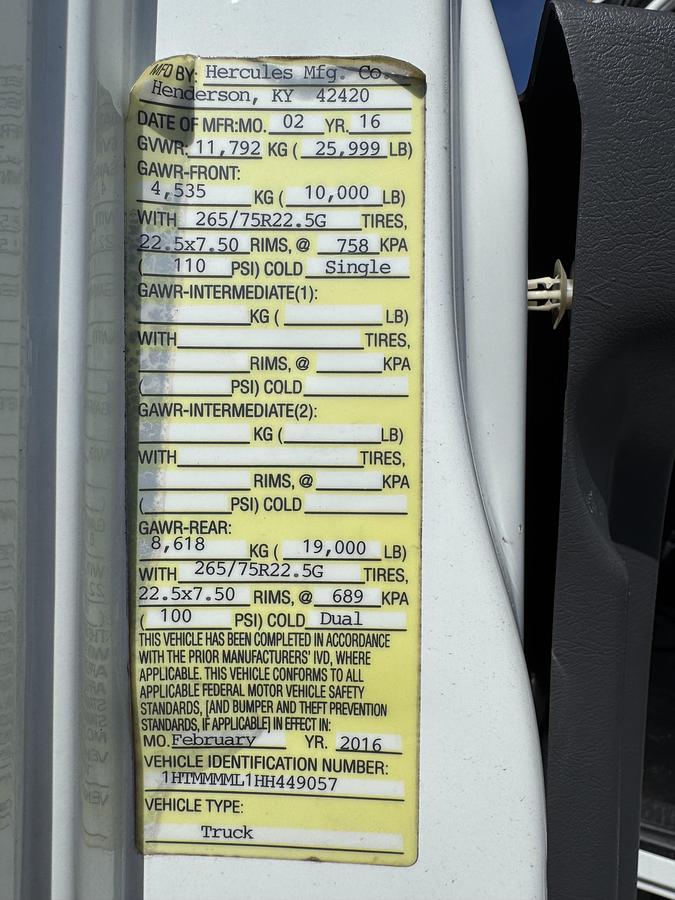 MFD BY: Hercules Mfg. Co.
Henderson, KY 42420
DATE OF MFR:MO. 02 YR. 16
GVWR: 11,792 KG ( 25,999 LB)
GAWR-FRONT:
4,535 KG ( 10,000 LB)
WITH 265/75R22.5G TIRES,
22.5x7.50 RIMS, @ 758 KPA
( 110 PSI) COLD Single
GAWR-INTERMEDIATE(1):
KG ( LB)
WITH TIRES,
RIMS, @ KPA
( PSI) COLD
GAWR-INTERMEDIATE(2):
KG ( LB)
WITH TIRES,
RIMS, @ KPA
( PSI) COLD
GAWR-REAR:
8,618 KG ( 19,000 LB)
WITH 265/75R22.5G TIRES,
22.5x7.50 RIMS, @ 689 KPA
( 100 PSI) COLD Dual
THIS VEHICLE HAS BEEN COMPLETED IN ACCORDANCE
WITH THE PRIOR MANUFACTURERS' IVD, WHERE
APPLICABLE. THIS VEHICLE CONFORMS TO ALL
APPLICABLE FEDERAL MOTOR VEHICLE SAFETY
STANDARDS, [AND BUMPER AND THEFT PREVENTION
STANDARDS, IF APPLICABLE] IN EFFECT IN:
MO. February YR. 2016
VEHICLE IDENTIFICATION NUMBER:
1HTMMMML1HH449057
VEHICLE TYPE:
Truck